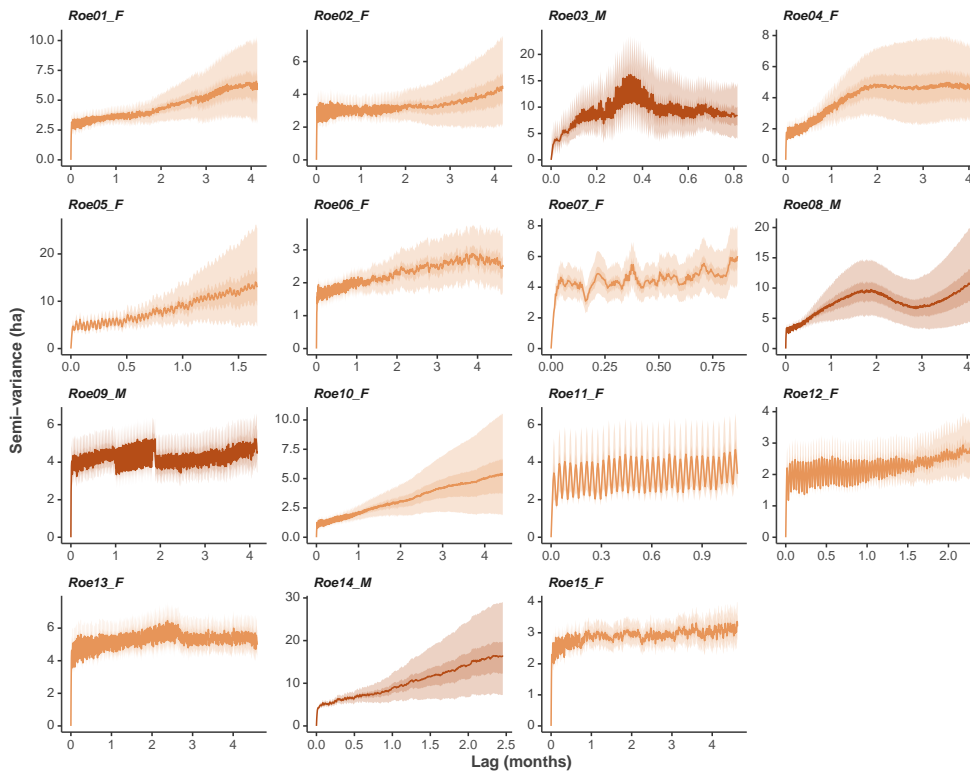 Roe01_F Roe02_F Roe03_M Roe04_F
10.0 7.5 5.0 2.5 0.0 6 4 2 0 20 15 10 5 0 8 6 4 2 0
0 1 2 3 4 0 1 2 3 4 0.0 0.2 0.4 0.6 0.8 0 1 2 3 4
Roe05_F Roe06_F Roe07_F Roe08_M
20 10 0 3 2 1 0 8 6 4 2 0 20 15 10 5 0
0.0 0.5 1.0 1.5 0 1 2 3 4 0.00 0.25 0.50 0.75 0 1 2 3 4
Semi−variance (ha)
Roe09_M Roe10_F Roe11_F Roe12_F
6 4 2 0 10.0 7.5 5.0 2.5 0.0 6 4 2 0 4 3 2 1 0
0 1 2 3 4 0 1 2 3 4 0.0 0.3 0.6 0.9 0.0 0.5 1.0 1.5 2.0
Roe13_F Roe14_M Roe15_F
6 4 2 0 30 20 10 0 4 3 2 1 0
0 1 2 3 4 0.0 0.5 1.0 1.5 2.0 2.5 0 1 2 3 4
Lag (months)